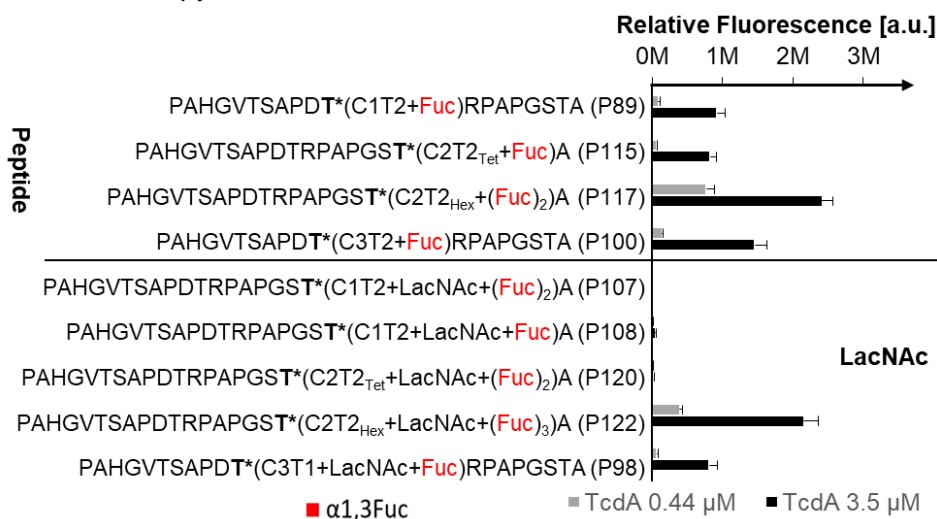 Relative Fluorescence [a.u.]
0M 1M 2M 3M
Peptide
PAHGVTSAPDT*(C1T2+Fuc)RPAPGSTA (P89)
PAHGVTSAPDTRPAPGST*(C2T2Tet+Fuc)A (P115)
PAHGVTSAPDTRPAPGST*(C2T2Hex+(Fuc)2)A (P117)
PAHGVTSAPDT*(C3T2+Fuc)RPAPGSTA (P100)
PAHGVTSAPDTRPAPGST*(C1T2+LacNAc+(Fuc)2)A (P107)
PAHGVTSAPDTRPAPGST*(C1T2+LacNAc+Fuc)A (P108)
LacNAc
PAHGVTSAPDTRPAPGST*(C2T2Tet+LacNAc+(Fuc)2)A (P120)
PAHGVTSAPDTRPAPGST*(C2T2Hex+LacNAc+(Fuc)3)A (P122)
PAHGVTSAPDT*(C3T1+LacNAc+Fuc)RPAPGSTA (P98)
α1,3Fuc
TcdA 0.44 µM TcdA 3.5 µM